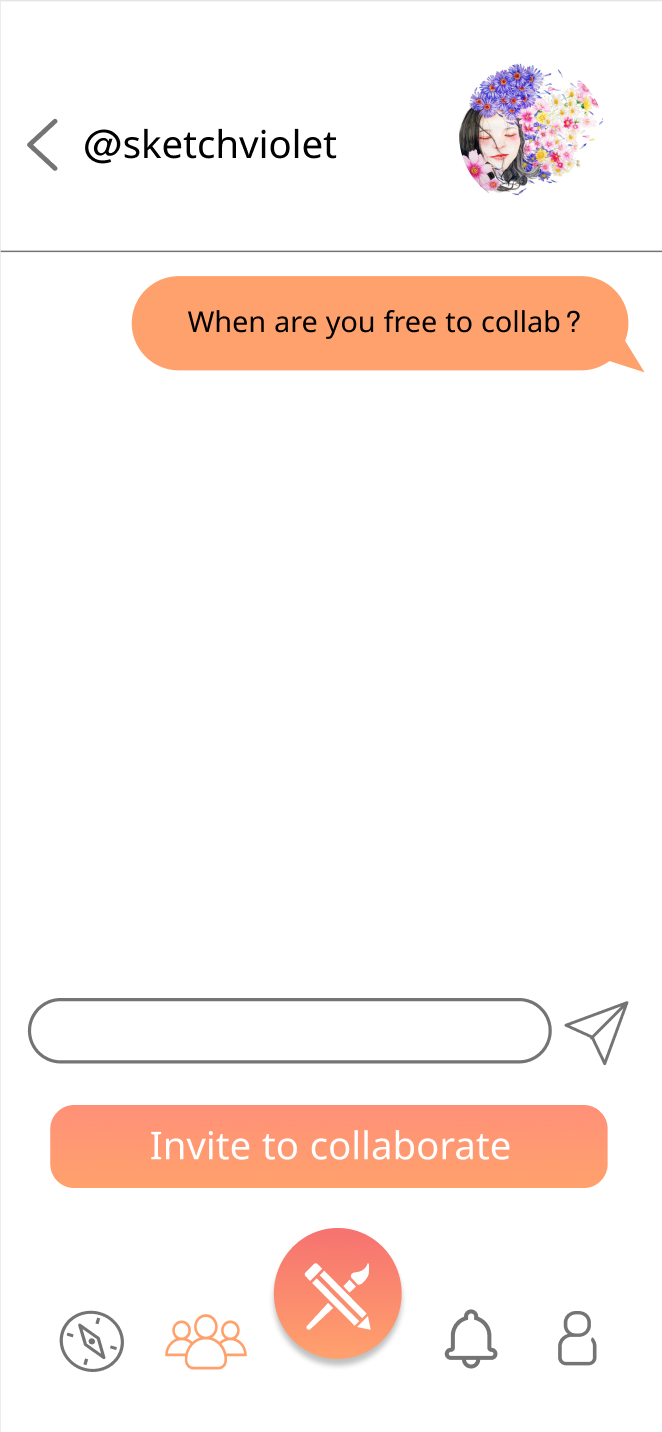 @sketchviolet
When are you free to collab?
Invite to collaborate